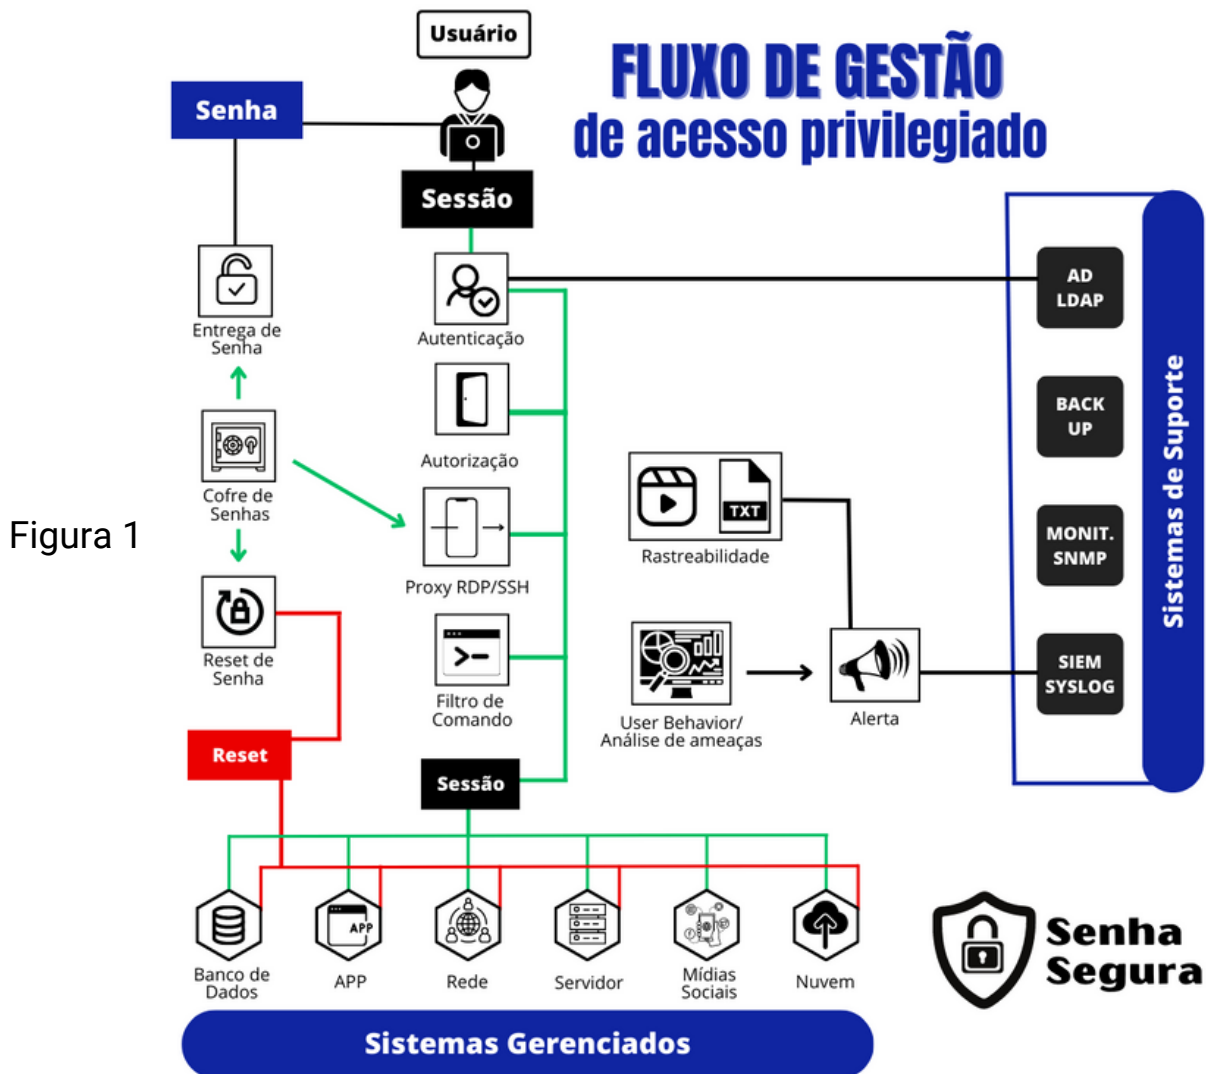 Usuário
FLUXO DE GESTÃO
de acesso privilegiado
Senha
Sessão
AD
LDAP
Entrega de
Senha
Autenticação
BACK
UP
Autorização
Cofre de
Senhas
TXT
Rastreabilidade
Sistemas de Suporte
Figura 1
MONIT.
SNMP
Proxy RDP/SSH
Reset de
Senha
Filtro de
Comando
User Behavior/
Análise de ameaças
Alerta
SIEM
SYSLOG
Reset
Sessão
APP
Banco de
Dados
APP
Rede
Servidor
Mídias
Sociais
Nuvem
Senha
Segura
Sistemas Gerenciados